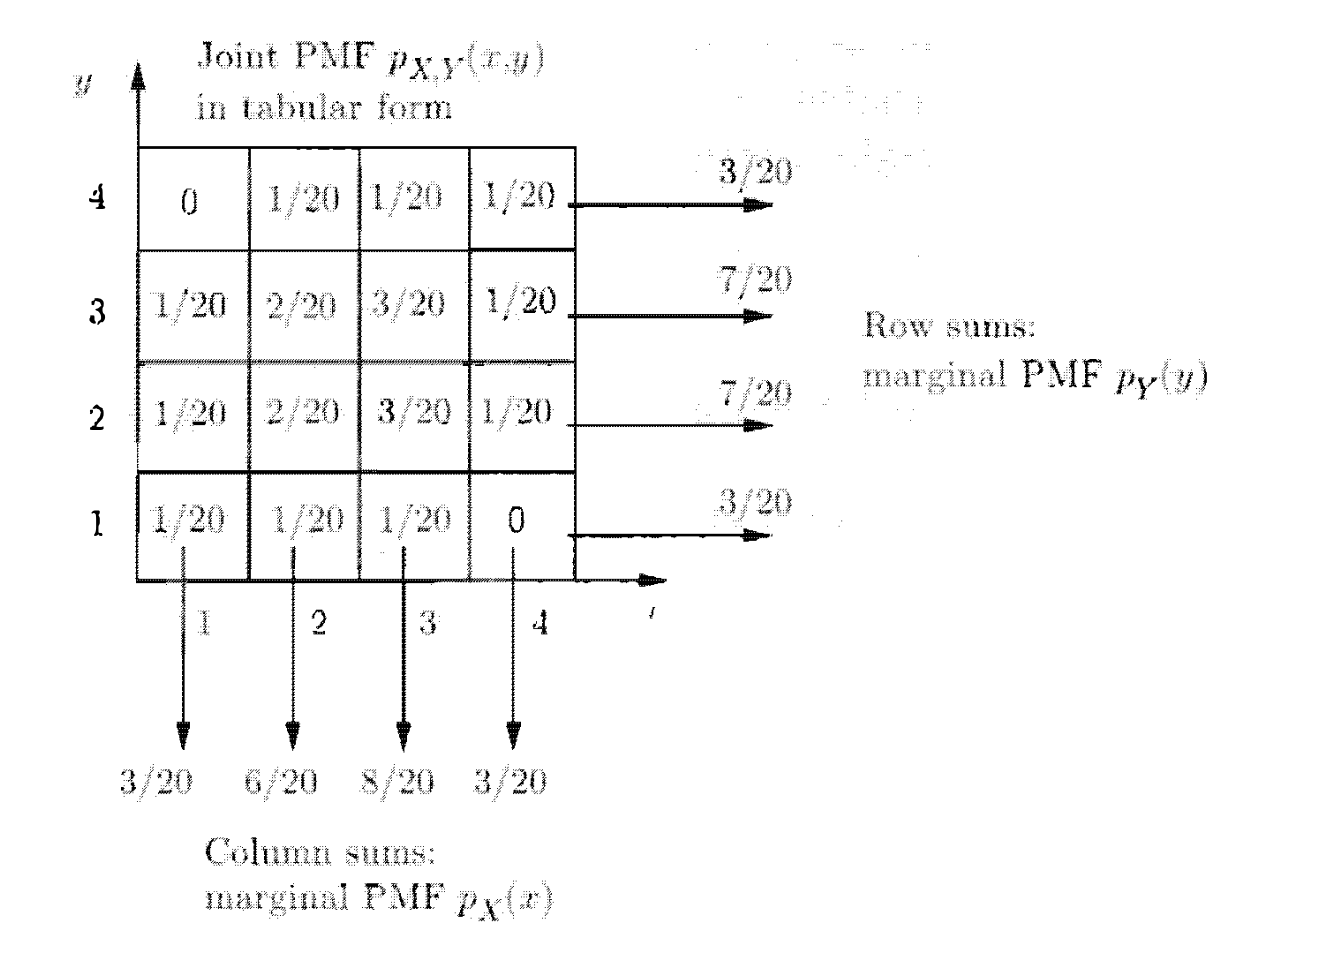 Joint PMF p_{X,Y}(x,y)
in tabular form
y
4 0 1/20 1/20 1/20 3/20
3 1/20 2/20 3/20 1/20 7/20
2 1/20 2/20 3/20 1/20 7/20
1 1/20 1/20 1/20 0 3/20
Row sums:
marginal PMF p_Y(y)
1 2 3 4
3/20 6/20 8/20 3/20
Column sums:
marginal PMF p_X(x)